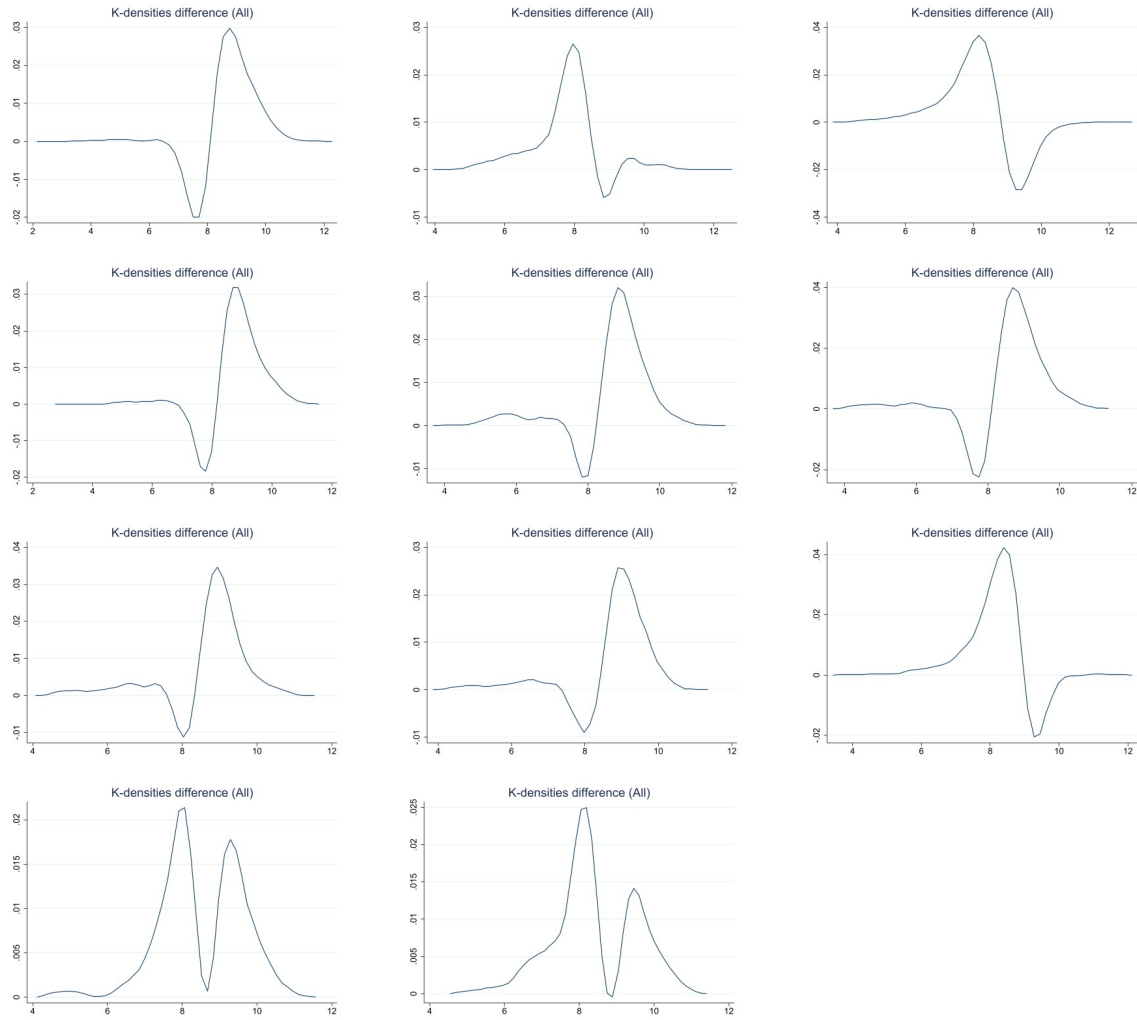 K-densities difference (All) K-densities difference (All) K-densities difference (All)
.03 .03 .04
.02 .02 .02
.01 .01 0
0 0 -.02
-.01 -.01 -.04
-.02
2 4 6 8 10 12 4 6 8 10 12 4 6 8 10 12
K-densities difference (All) K-densities difference (All) K-densities difference (All)
.03 .03 .04
.02 .02 .02
.01 .01 0
0 0 -.02
-.01 -.01
-.02
2 4 6 8 10 12 4 6 8 10 12 4 6 8 10 12
K-densities difference (All) K-densities difference (All) K-densities difference (All)
.04 .03 .04
.03 .02 .02
.02 .01 0
.01 0 -.02
0 -.01
-.01
4 6 8 10 12 4 6 8 10 12 4 6 8 10 12
K-densities difference (All) K-densities difference (All)
.02 .025
.015 .02
.01 .015
.005 .01
0 .005
0
4 6 8 10 12 4 6 8 10 12